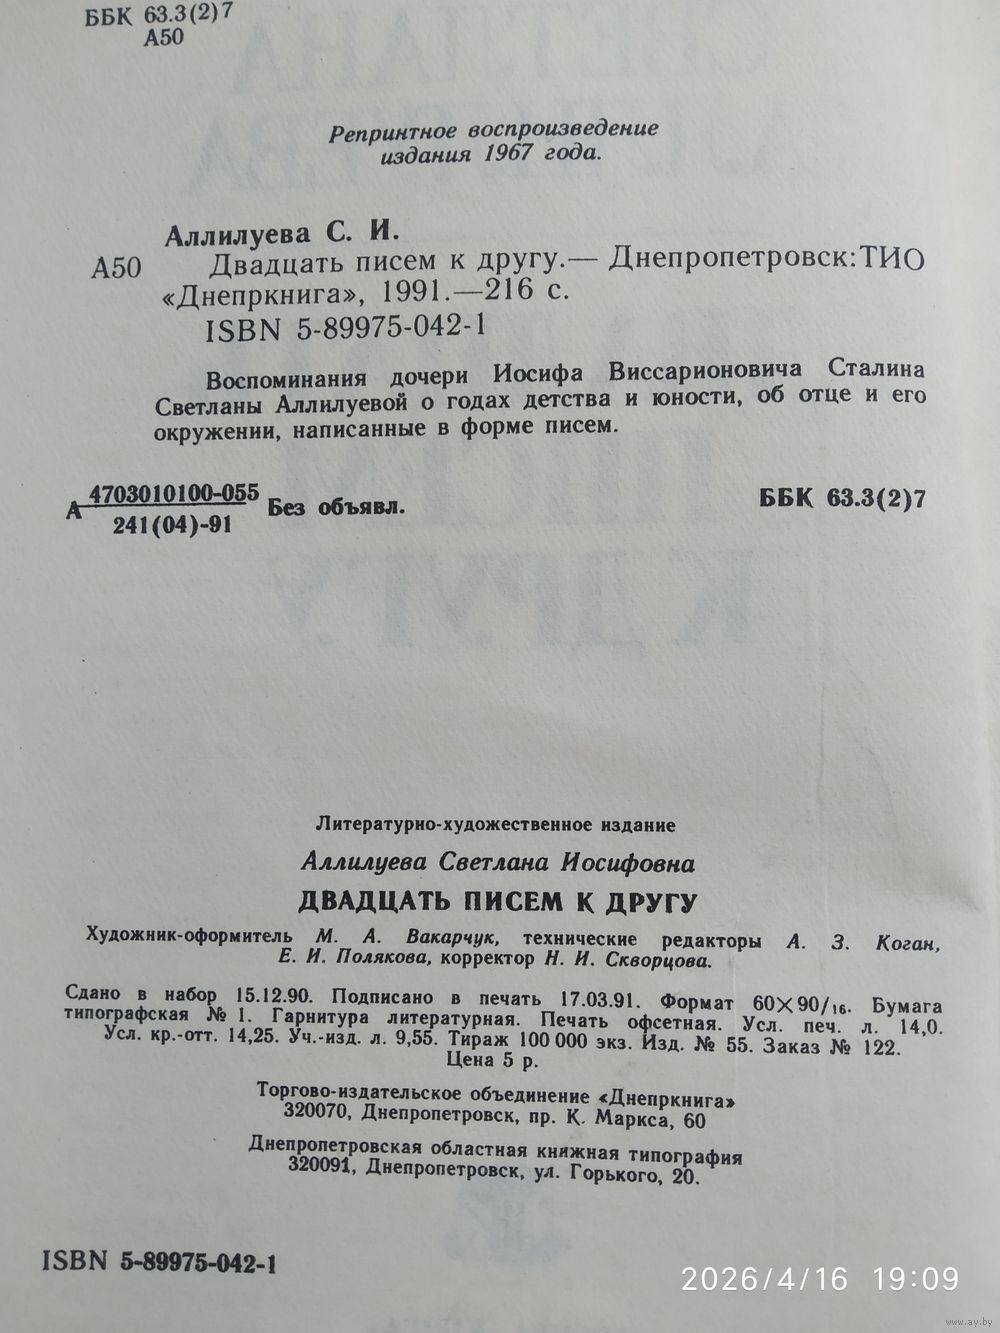 ББК 63.3(2)7
А50
Репринтное воспроизведение
издания 1967 года.
Аллилуева С. И.
А50 Двадцать писем к другу.— Днепропетровск:ТИО
«Днепркнига», 1991.—216 с.
ISBN 5-89975-042-1
Воспоминания дочери Иосифа Виссарионовича Сталина
Светланы Аллилуевой о годах детства и юности, об отце и его
окружении, написанные в форме писем.
4703010100-055
А Без объявл. ББК 63.3(2)7
241(04)-91
Литературно-художественное издание
Аллилуева Светлана Иосифовна
ДВАДЦАТЬ ПИСЕМ К ДРУГУ
Художник-оформитель М. А. Вакарчук, технические редакторы А. З. Коган,
Е. И. Полякова, корректор Н. И. Скворцова.
Сдано в набор 15.12.90. Подписано в печать 17.03.91. Формат 60×90/16. Бумага
типографская № 1. Гарнитура литературная. Печать офсетная. Усл. печ. л. 14,0.
Усл. кр.-отт. 14,25. Уч.-изд. л. 9,55. Тираж 100 000 экз. Изд. № 55. Заказ № 122.
Цена 5 р.
Торгово-издательское объединение «Днепркнига»
320070, Днепропетровск, пр. К. Маркса, 60
Днепропетровская областная книжная типография
320091, Днепропетровск, ул. Горького, 20.
ISBN 5-89975-042-1
2026/4/16 19:09
www.ay.by